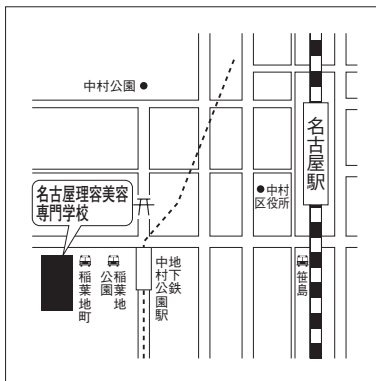 中村公園
名古屋駅
中村
区役所
名古屋理容美容
専門学校
稲葉地町
稲葉地
公園
地下鉄
中村公園駅
笹島